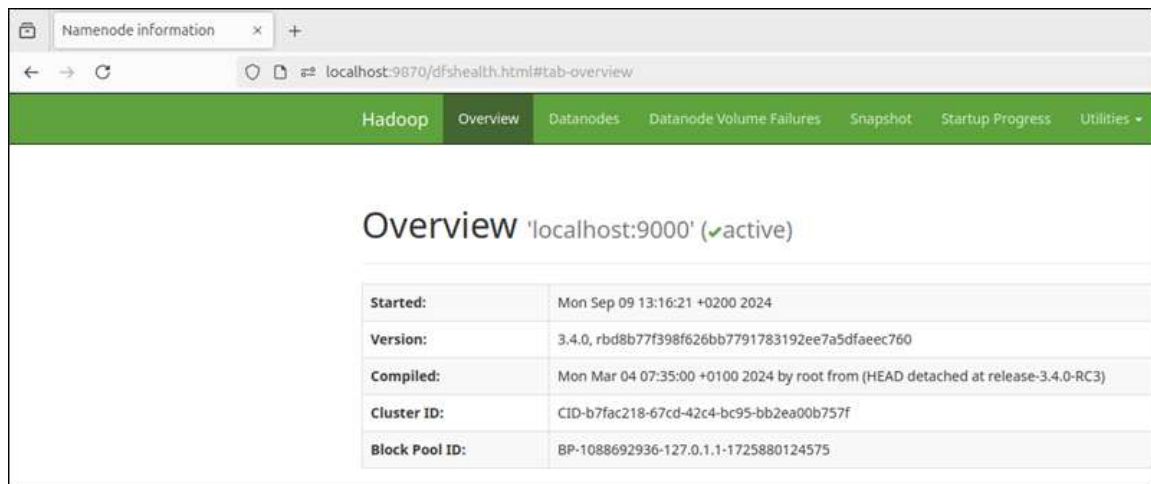 Namenode information
localhost:9870/dfshealth.html#tab-overview
Hadoop Overview Datanodes Datanode Volume Failures Snapshot Startup Progress Utilities
Overview 'localhost:9000' (✔active)
Started: Mon Sep 09 13:16:21 +0200 2024
Version: 3.4.0, rbd8b77f398f626bb7791783192ee7a5dfaeec760
Compiled: Mon Mar 04 07:35:00 +0100 2024 by root from (HEAD detached at release-3.4.0-RC3)
Cluster ID: CID-b7fac218-67cd-42c4-bc95-bb2ea00b757f
Block Pool ID: BP-1088692936-127.0.1.1-1725880124575